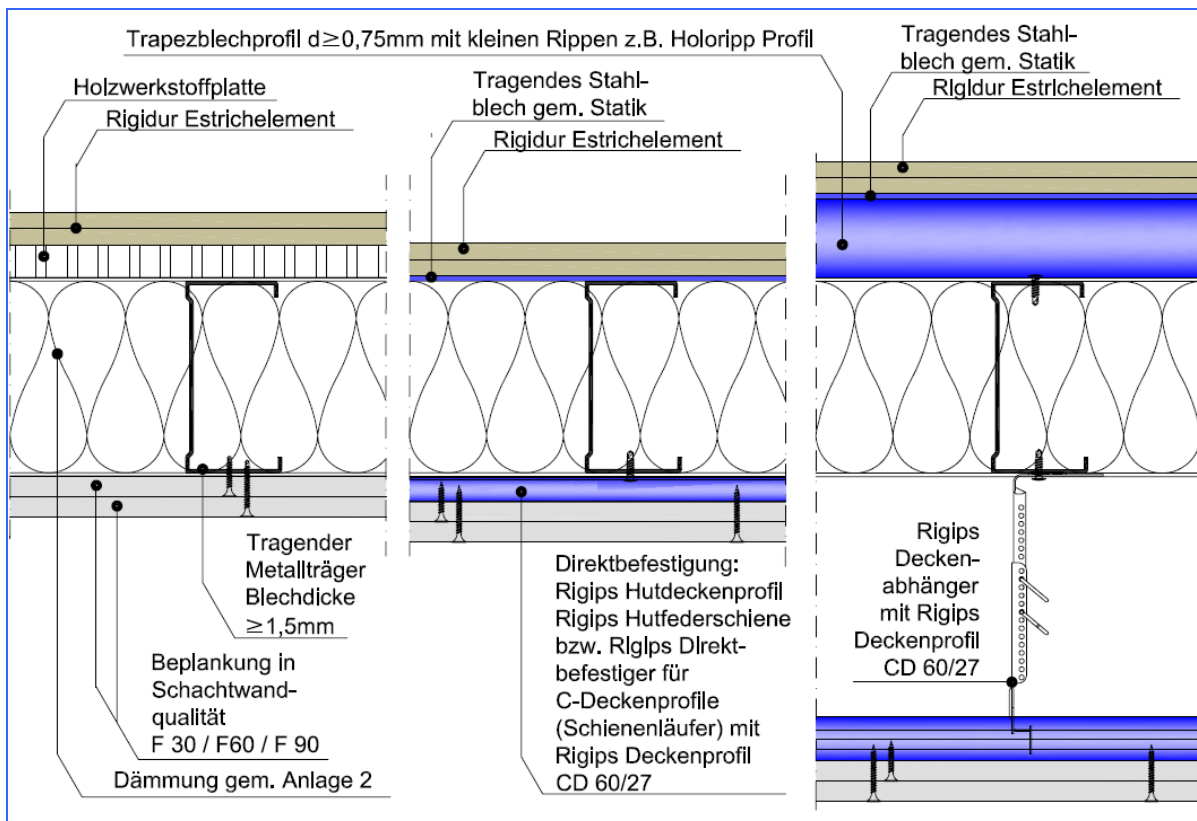 Trapezblechprofil d≥0,75mm mit kleinen Rippen z.B. Holoripp Profil
Holzwerkstoffplatte
Rigidur Estrichelement
Tragendes Stahl-
blech gem. Statik
Rigidur Estrichelement
Tragendes Stahl-
blech gem. Statik
RIgIdur Estrichelement
Tragender
Metallträger
Blechdicke
≥1,5mm
Beplankung in
Schachtwand-
qualität
F 30 / F60 / F 90
Dämmung gem. Anlage 2
Direktbefestigung:
Rigips Hutdeckenprofil
Rigips Hutfederschiene
bzw. RIgIps DIrekt-
befestiger für
C-Deckenprofile
(Schienenläufer) mit
Rigips Deckenprofil
CD 60/27
Rigips
Decken-
abhänger
mit Rigips
Deckenprofil
CD 60/27